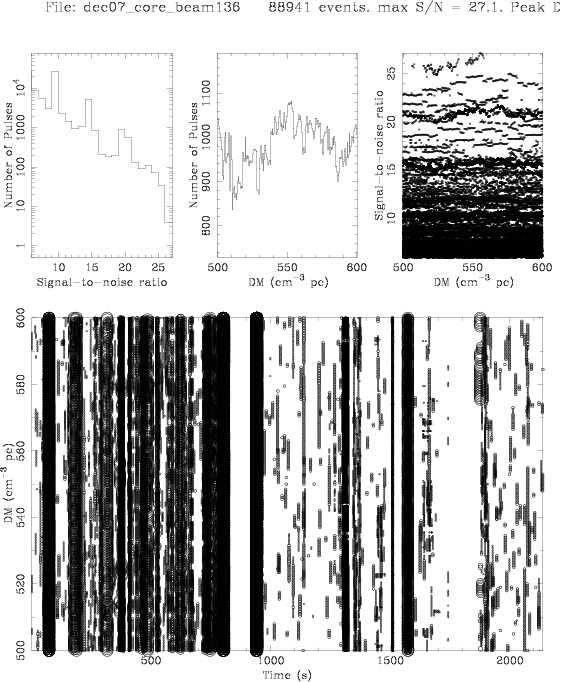 File: dec07_core_beam136 88941 events. max S/N = 27.1. Peak D
Number of Pulses
1 10 100 1000 10⁴
10 15 20 25
Signal−to−noise ratio
Number of Pulses
800 900 1000 1100
500 550 600
DM (cm⁻³ pc)
Signal−to−noise ratio
10 15 20 25
500 550 600
DM (cm⁻³ pc)
DM (cm⁻³ pc)
500 520 540 560 580 600
500 1000 1500 2000
Time (s)